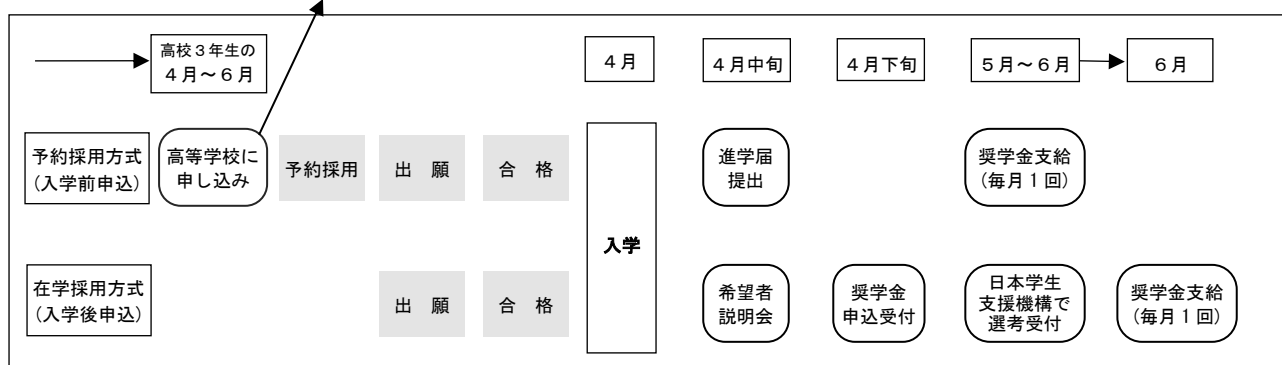 高校３年生の
４月～６月
４月
４月中旬
４月下旬
５月～６月
６月
予約採用方式
(入学前申込)
高等学校に
申し込み
予約採用
出　願
合　格
進学届
提出
奨学金支給
(毎月１回)
入学
在学採用方式
(入学後申込)
出　願
合　格
希望者
説明会
奨学金
申込受付
日本学生
支援機構で
選考受付
奨学金支給
(毎月１回)